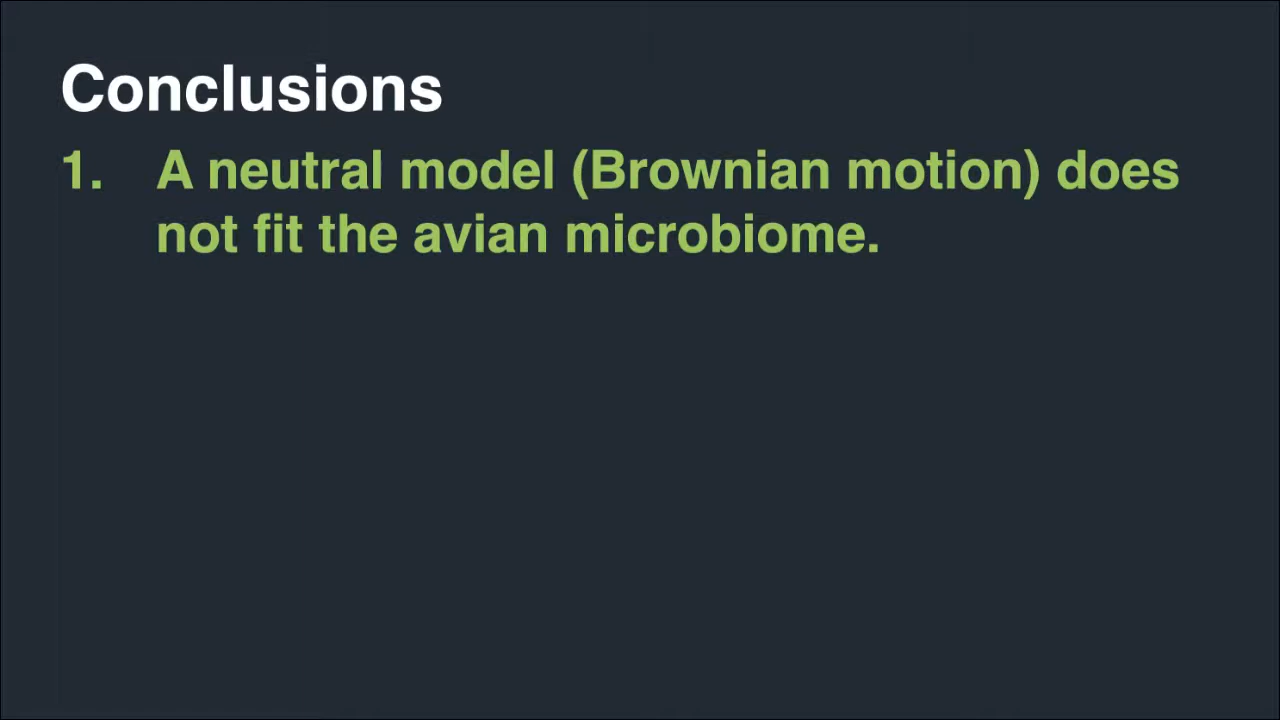 Conclusions
1. A neutral model (Brownian motion) does
not fit the avian microbiome.